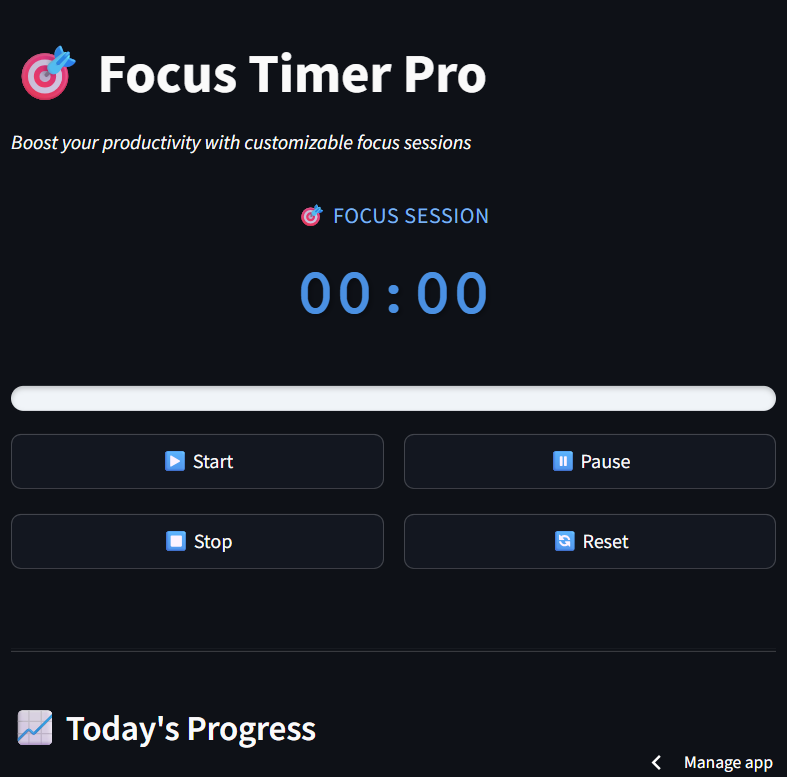 Focus Timer Pro
Boost your productivity with customizable focus sessions
FOCUS SESSION
00:00
Start
Pause
Stop
Reset
Today's Progress
Manage app